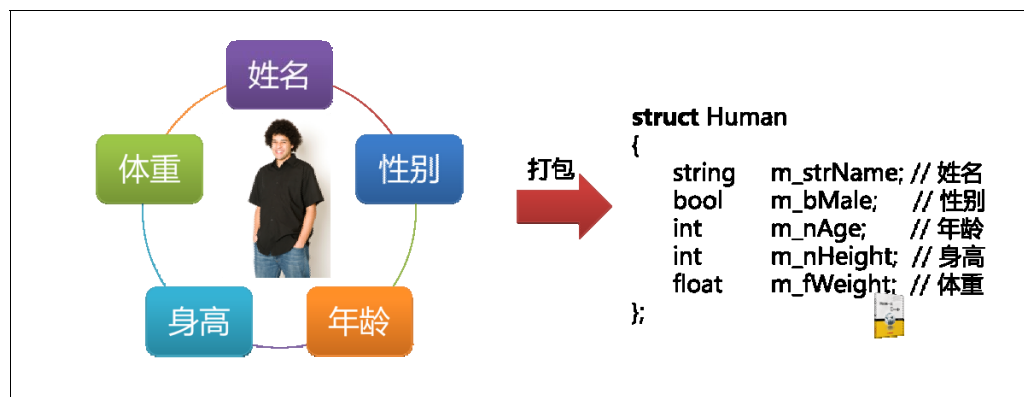 姓名
体重
性别
身高
年龄
打包
struct Human
{
string m_strName; // 姓名
bool m_bMale; // 性别
int m_nAge; // 年龄
int m_nHeight; // 身高
float m_fWeight; // 体重
};